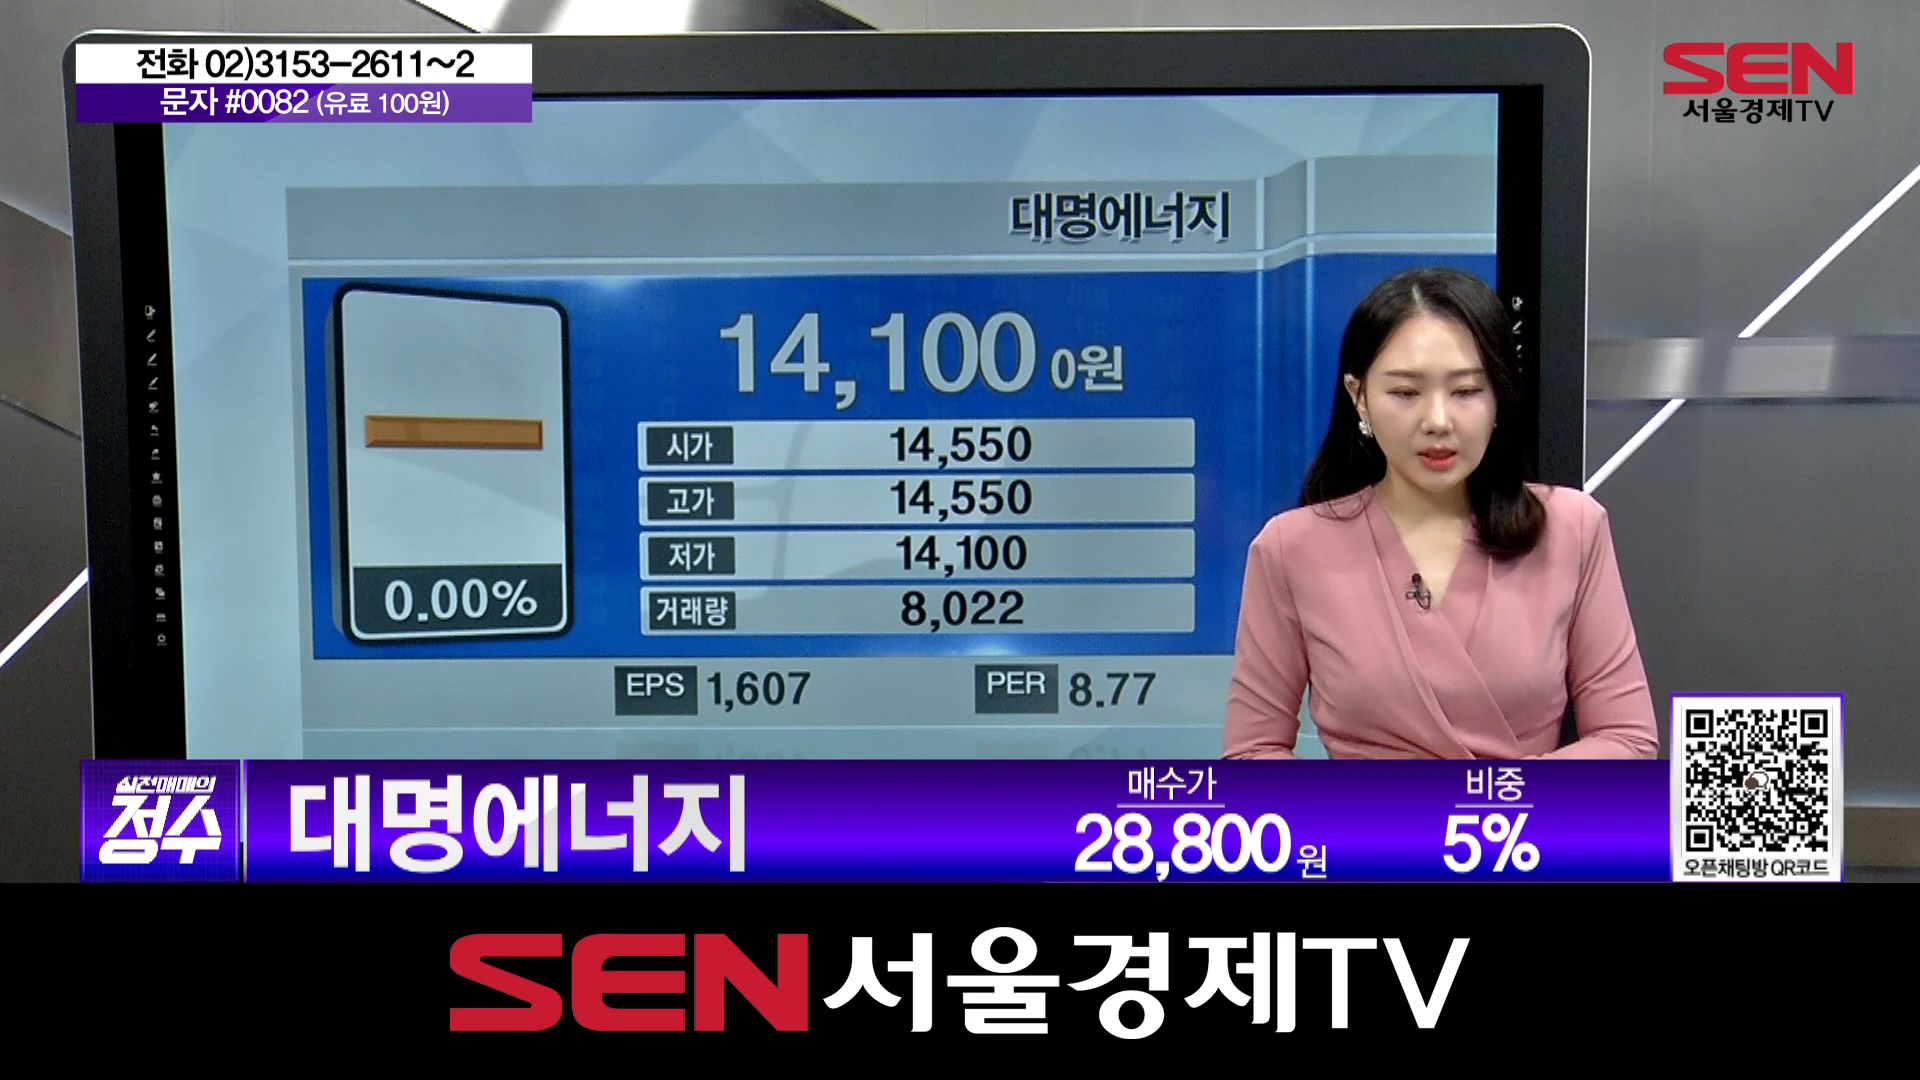 전화 02)3153-2611~2
문자 #0082 (유료 100원)
SEN
서울경제TV
대명에너지
14,100 0원
시가 14,550
고가 14,550
저가 14,100
거래량 8,022
0.00%
EPS 1,607 PER 8.77
실전매매의
정수
대명에너지
매수가
28,800원
비중
5%
오픈채팅방 QR코드
SEN서울경제TV